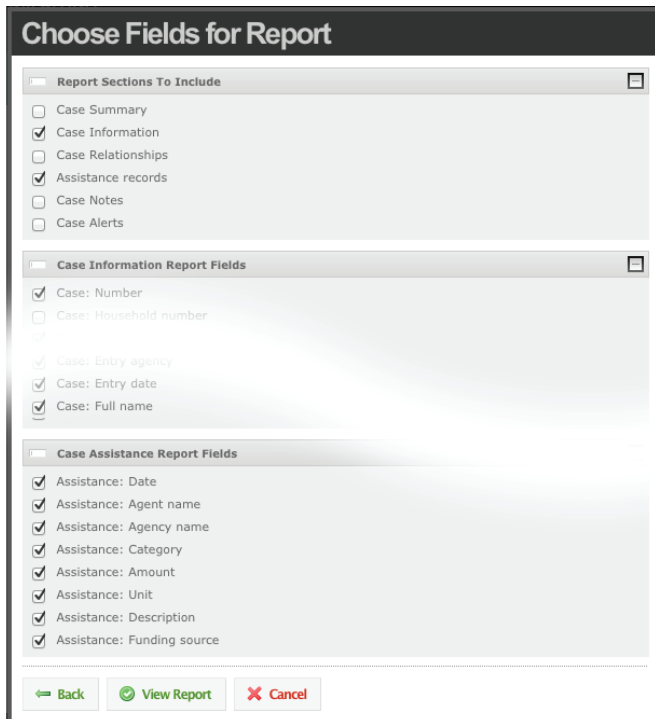 Choose Fields for Report
Report Sections To Include
Case Summary
Case Information
Case Relationships
Assistance records
Case Notes
Case Alerts
Case Information Report Fields
Case: Number
Case: Household number
Case: Entry agency
Case: Entry date
Case: Full name
Case Assistance Report Fields
Assistance: Date
Assistance: Agent name
Assistance: Agency name
Assistance: Category
Assistance: Amount
Assistance: Unit
Assistance: Description
Assistance: Funding source
Back View Report Cancel